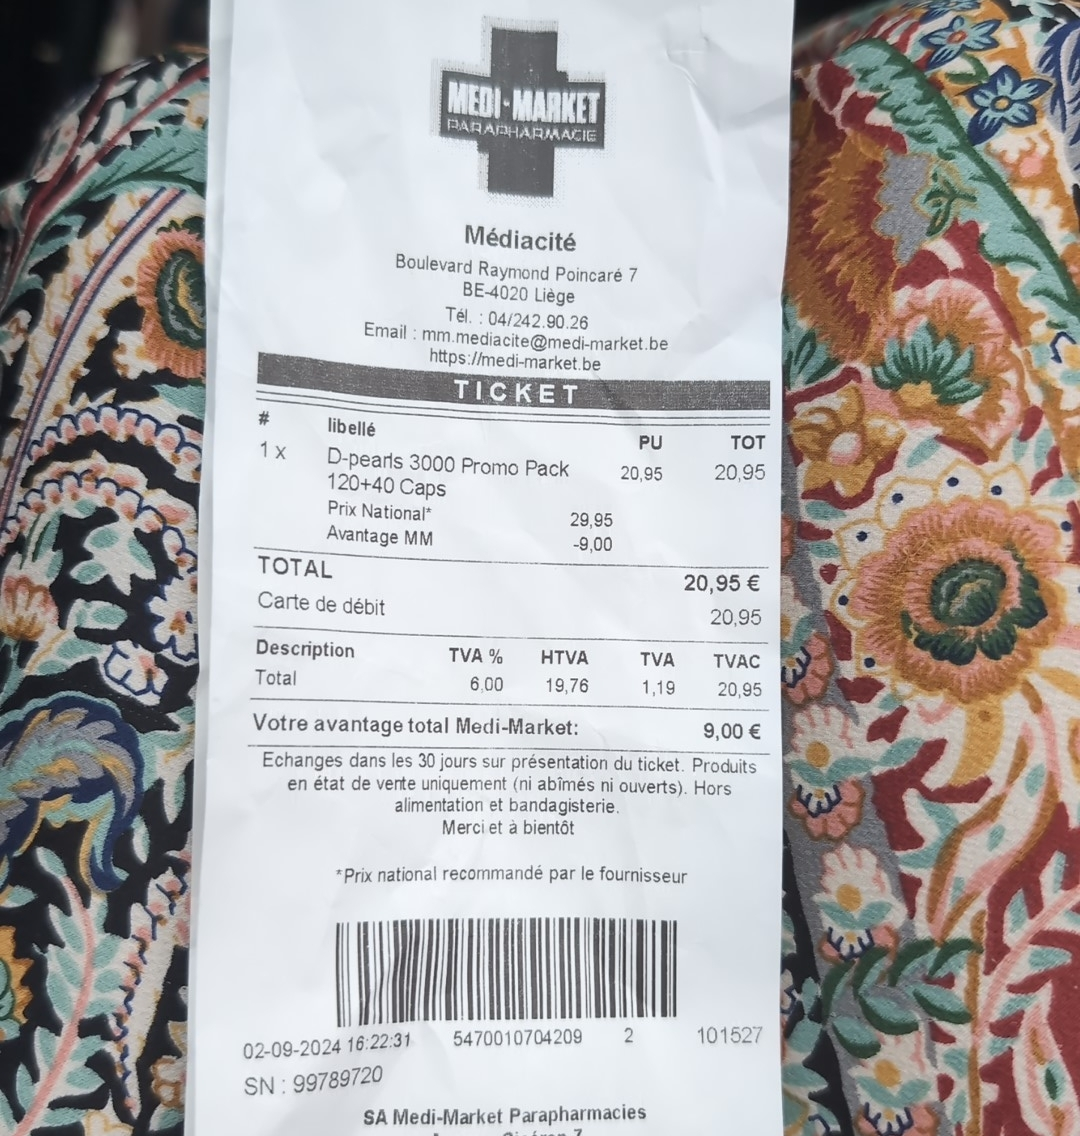 MEDI-MARKET
PARAPHARMACIE
Médiacité
Boulevard Raymond Poincaré 7
BE-4020 Liège
Tél. : 04/242.90.26
Email : mm.mediacite@medi-market.be
https://medi-market.be
TICKET
# libellé PU TOT
1 x D-pearls 3000 Promo Pack 20,95 20,95
120+40 Caps
Prix National* 29,95
Avantage MM -9,00
TOTAL 20,95 €
Carte de débit 20,95
Description TVA % HTVA TVA TVAC
Total 6,00 19,76 1,19 20,95
Votre avantage total Medi-Market: 9,00 €
Echanges dans les 30 jours sur présentation du ticket. Produits
en état de vente uniquement (ni abîmés ni ouverts). Hors
alimentation et bandagisterie.
Merci et à bientôt
*Prix national recommandé par le fournisseur
02-09-2024 16:22:31 5470010704209 2 101527
SN : 99789720
SA Medi-Market Parapharmacies